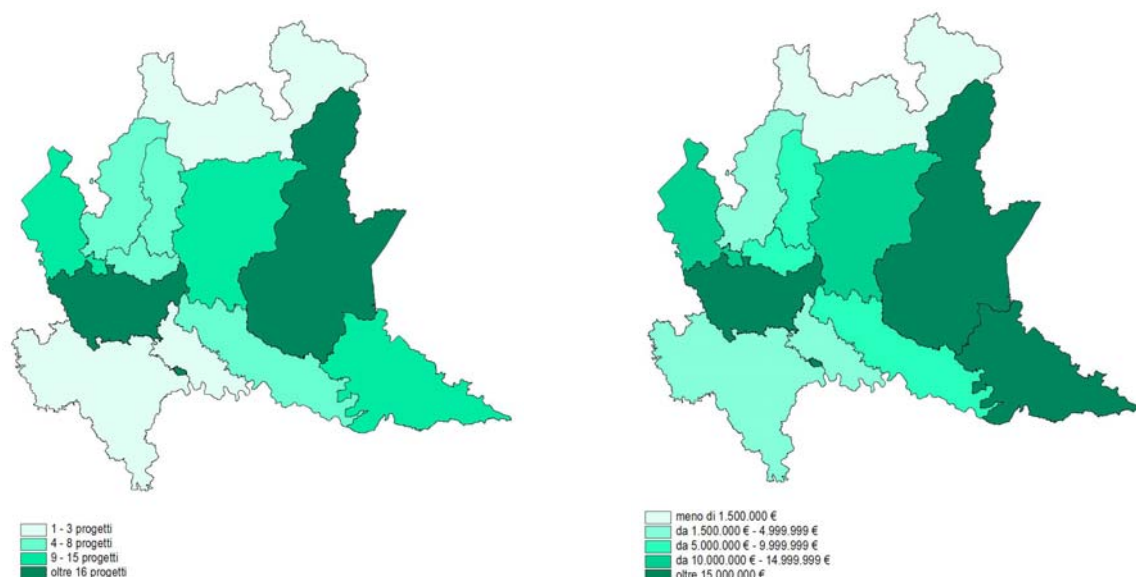 1 - 3 progetti
4 - 8 progetti
9 - 15 progetti
oltre 16 progetti
meno di 1.500.000 €
da 1.500.000 € - 4.999.999 €
da 5.000.000 € - 9.999.999 €
da 10.000.000 € - 14.999.999 €
oltre 15.000.000 €